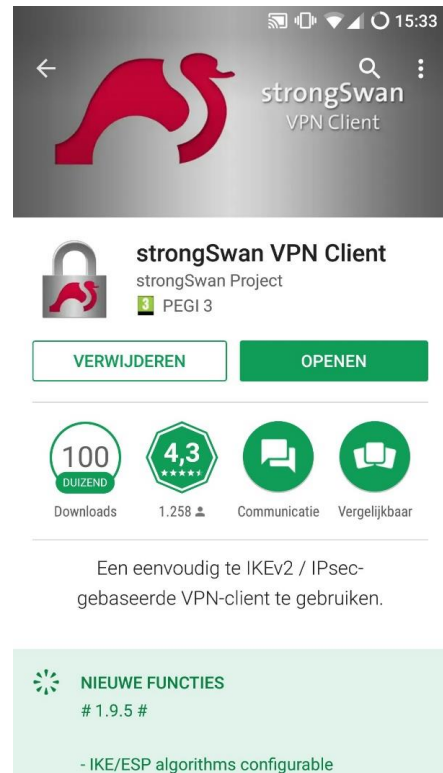 15:33
strongSwan
VPN Client
strongSwan VPN Client
strongSwan Project
3 PEGI 3
VERWIJDEREN
OPENEN
100
DUIZEND
Downloads
4,3
1.258
Communicatie
Vergelijkbaar
Een eenvoudig te IKEv2 / IPsec-
gebaseerde VPN-client te gebruiken.
NIEUWE FUNCTIES
# 1.9.5 #
- IKE/ESP algorithms configurable